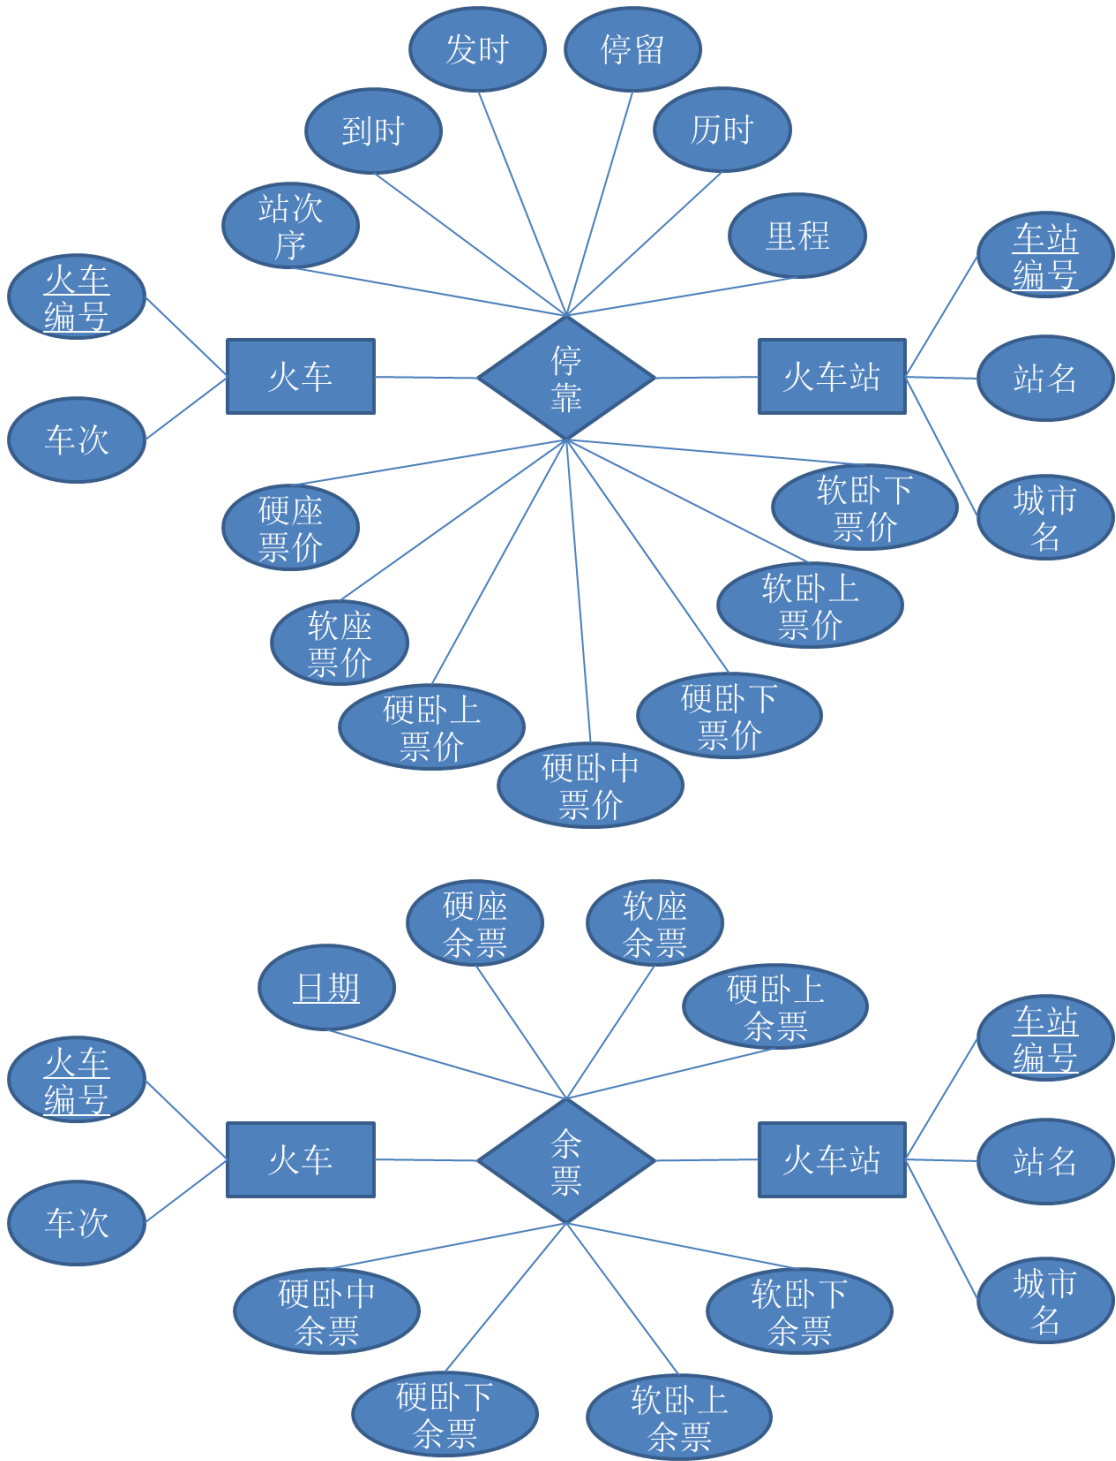 发时
停留
到时
历时
站次
序
里程
车站
编号
火车
编号
火车
停
靠
火车站
站名
车次
硬座
票价
软卧下
票价
城市
名
软座
票价
软卧上
票价
硬卧上
票价
硬卧下
票价
硬卧中
票价
硬座
余票
软座
余票
日期
硬卧上
余票
车站
编号
火车
编号
火车
余
票
火车站
站名
车次
硬卧中
余票
软卧下
余票
城市
名
硬卧下
余票
软卧上
余票